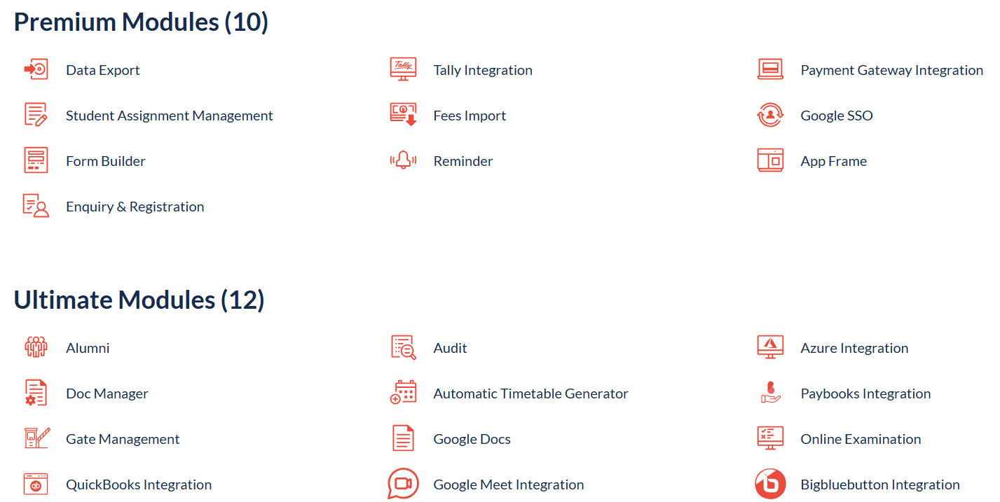 Premium Modules (10)
Data Export
Tally Integration
Payment Gateway Integration
Student Assignment Management
Fees Import
Google SSO
Form Builder
Reminder
App Frame
Enquiry & Registration
Ultimate Modules (12)
Alumni
Audit
Azure Integration
Doc Manager
Automatic Timetable Generator
Paybooks Integration
Gate Management
Google Docs
Online Examination
QuickBooks Integration
Google Meet Integration
Bigbluebutton Integration